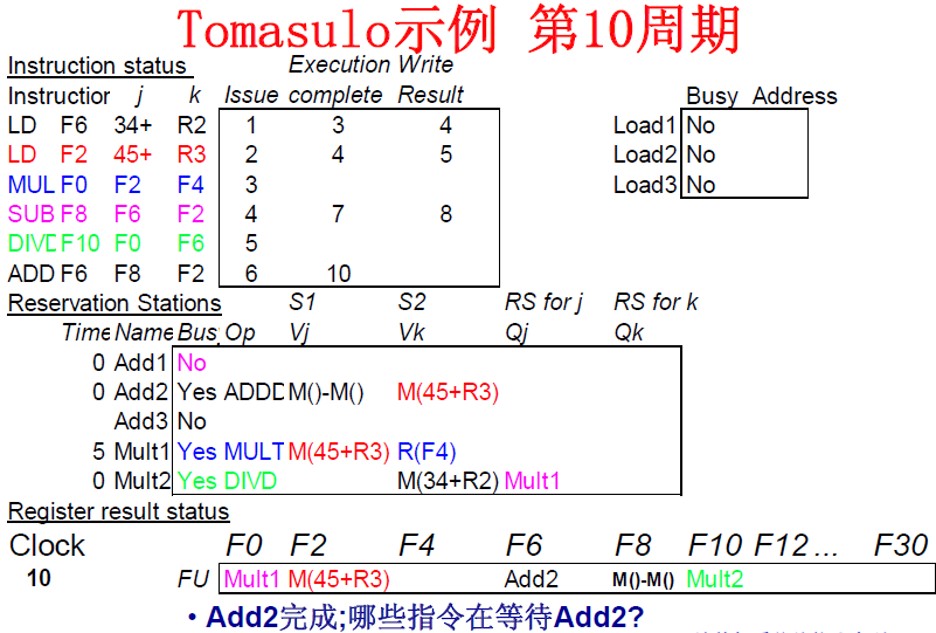 Tomasulo示例 第10周期
Instruction status Execution Write
Instruction j k Issue complete Result Busy Address
LD F6 34+ R2 1 3 4 Load1 No
LD F2 45+ R3 2 4 5 Load2 No
MUL F0 F2 F4 3 Load3 No
SUB F8 F6 F2 4 7 8
DIVD F10 F0 F6 5
ADD F6 F8 F2 6 10
Reservation Stations S1 S2 RS for j RS for k
Time Name Bus Op Vj Vk Qj Qk
0 Add1 No
0 Add2 Yes ADDD M()-M() M(45+R3)
Add3 No
5 Mult1 Yes MULT M(45+R3) R(F4)
0 Mult2 Yes DIVD M(34+R2) Mult1
Register result status
Clock F0 F2 F4 F6 F8 F10 F12 ... F30
10 FU Mult1 M(45+R3) Add2 M()-M() Mult2
• Add2完成;哪些指令在等待Add2?